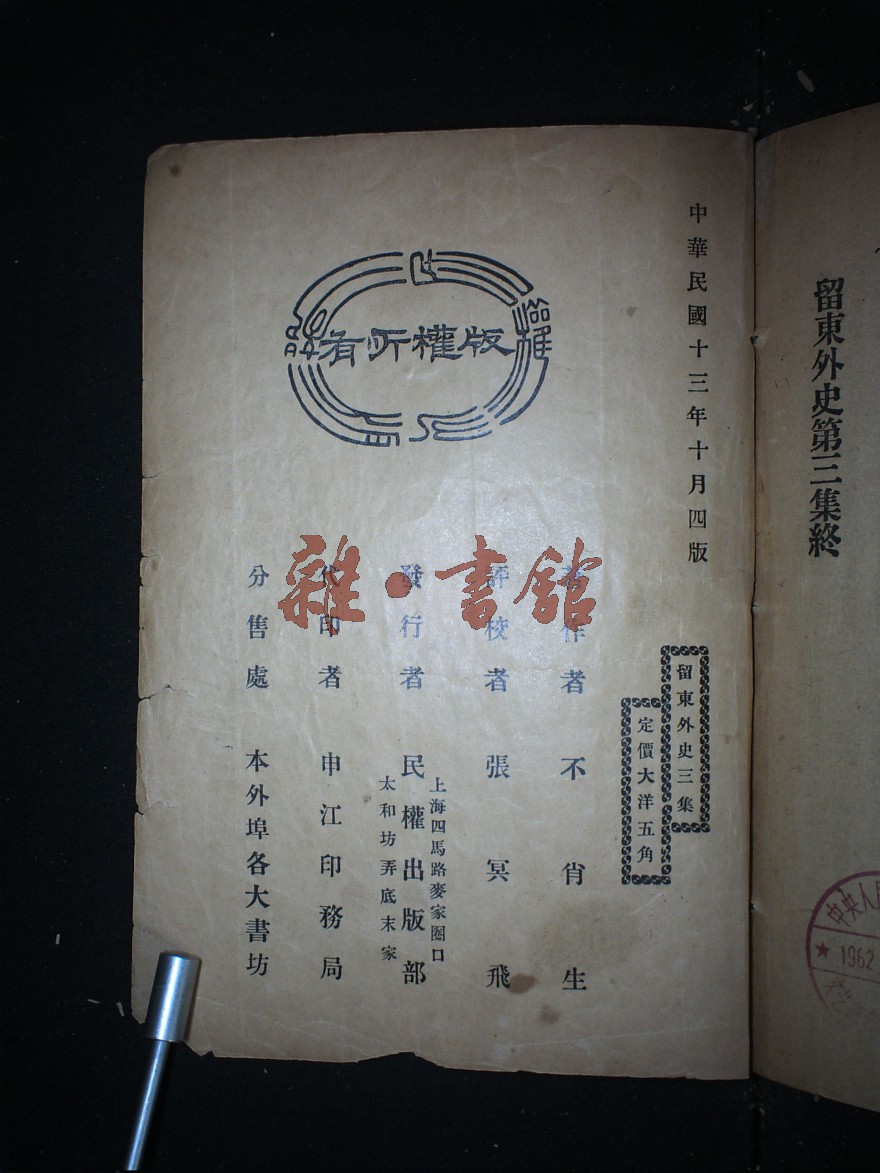 留東外史第三集終
中央人民
1962
中華民國十三年十月四版
留東外史三集
定價大洋五角
著作者 不肖生
評校者 張冥飛
發行者 民權出版部
上海四馬路麥家圈口
太和坊弄底末家
代印者 申江印務局
分售處 本外埠各大書坊
版權所有
雜·書館